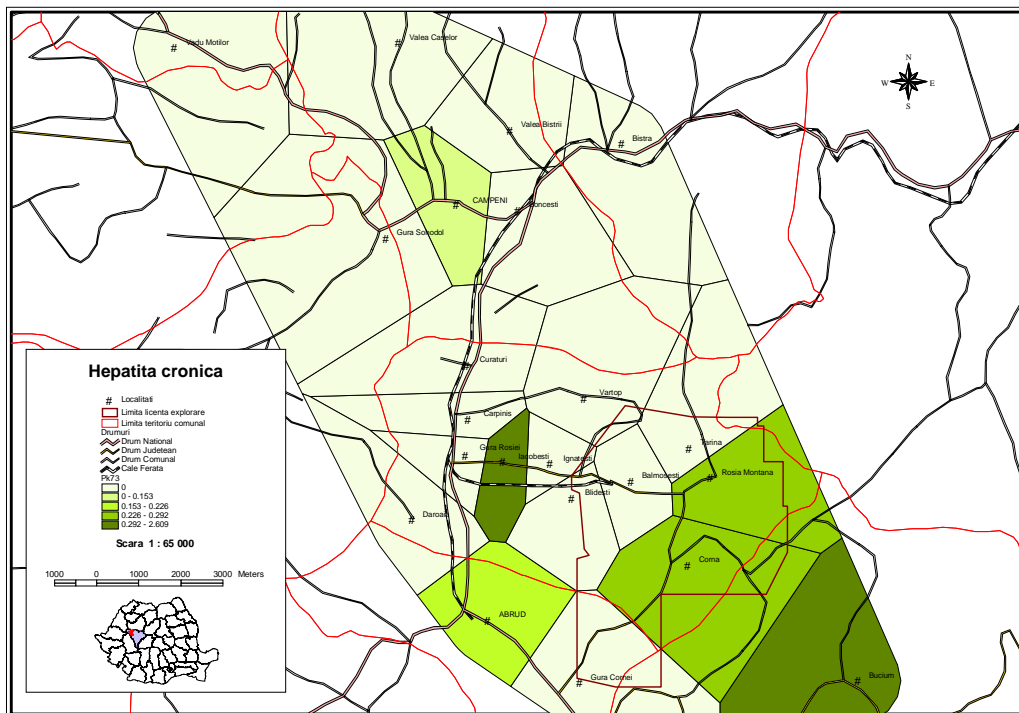 Vadu Motilor
Valea Caselor
N
W E
S
Valea Bistrii
Bistra
CAMPENI
Boncesti
Gura Sohodol
Curaturi
Vartop
Carpinis
Gura Rosiei
Iacobesti
Ignatesti
Tarina
Rosia Montana
Balmosesti
Blidesti
Daroaia
Corna
ABRUD
Gura Cornei
Bucium
Hepatita cronica
# Localitati
Limita licenta explorare
Limita teritoriu comunal
Drumuri
Drum National
Drum Judetean
Drum Comunal
Cale Ferata
Pk73
0
0 - 0.153
0.153 - 0.226
0.226 - 0.292
0.292 - 2.609
Scara 1 : 65 000
1000 0 1000 2000 3000 Meters